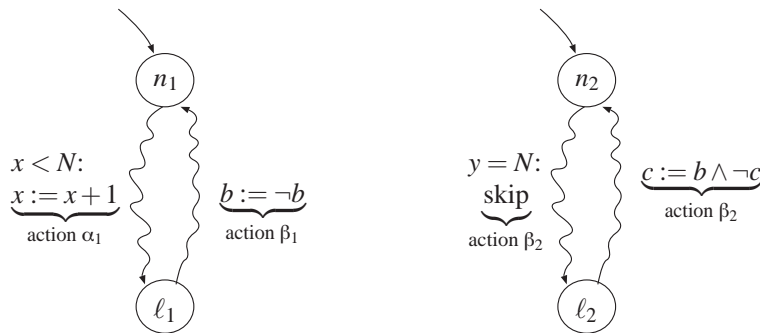 n₁
x < N:
x := x+1
action α₁
b := ¬b
action β₁
ℓ₁
n₂
y = N:
skip
action β₂
c := b ∧ ¬c
action β₂
ℓ₂